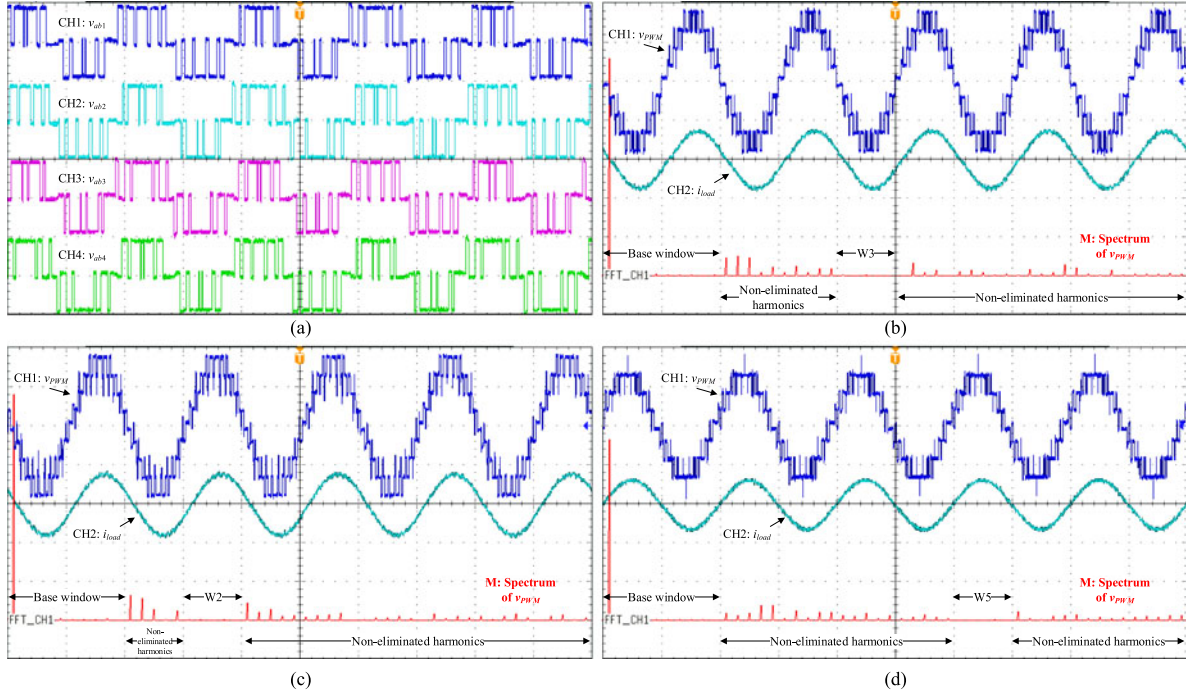 CH1: vab1
CH2: vab2
CH3: vab3
CH4: vab4
(a)
T
CH1: vPWM
CH2: iload
M: Spectrum
of vPWM
Base window
W3
FFT_CH1
Non-eliminated
harmonics
Non-eliminated harmonics
(b)
T
CH1: vPWM
CH2: iload
M: Spectrum
of vPWM
Base window
W2
FFT_CH1
Non-
eliminated
harmonics
Non-eliminated harmonics
(c)
T
CH1: vPWM
CH2: iload
M: Spectrum
of vPWM
Base window
W5
FFT_CH1
Non-eliminated harmonics
Non-eliminated harmonics
(d)
T